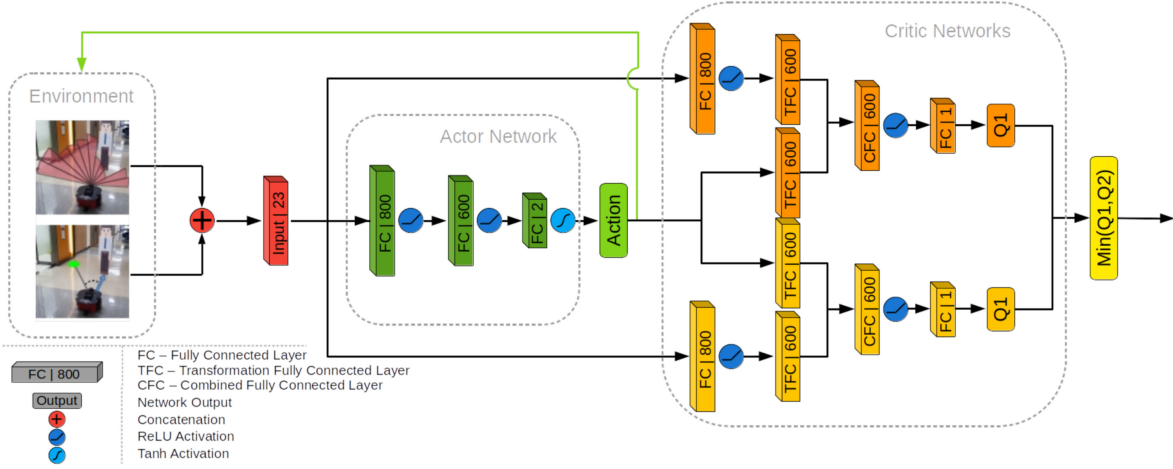 Critic Networks
Environment
Actor Network
Input | 23
FC | 800
FC | 600
FC | 2
Action
FC | 800
TFC | 600
TFC | 600
CFC | 600
FC | 1
Q1
TFC | 600
FC | 800
TFC | 600
CFC | 600
FC | 1
Q1
Min(Q1,Q2)
FC | 800
FC – Fully Connected Layer
TFC – Transformation Fully Connected Layer
CFC – Combined Fully Connected Layer
Output
Network Output
Concatenation
ReLU Activation
Tanh Activation